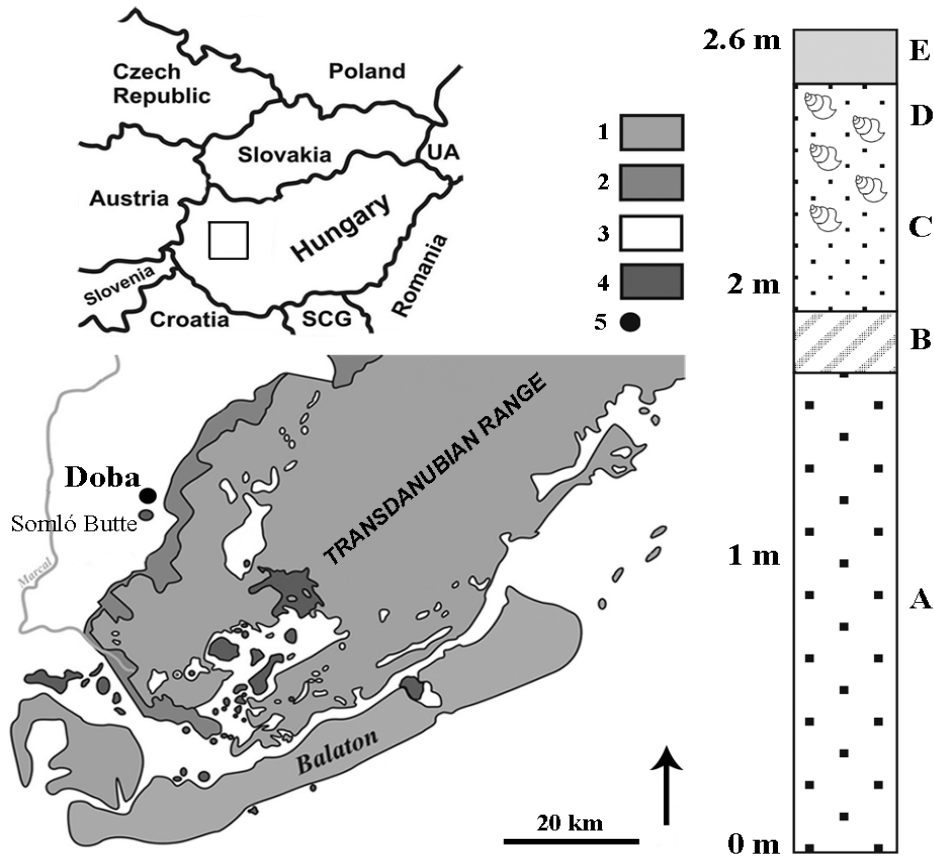 Czech
Republic
Poland
Slovakia
UA
Austria
Hungary
Slovenia
Romania
Croatia
SCG
1
2
3
4
5
TRANSDANUBIAN RANGE
Doba
Somló Butte
Marcal
Balaton
20 km
2.6 m
E
D
C
2 m
B
1 m
A
0 m